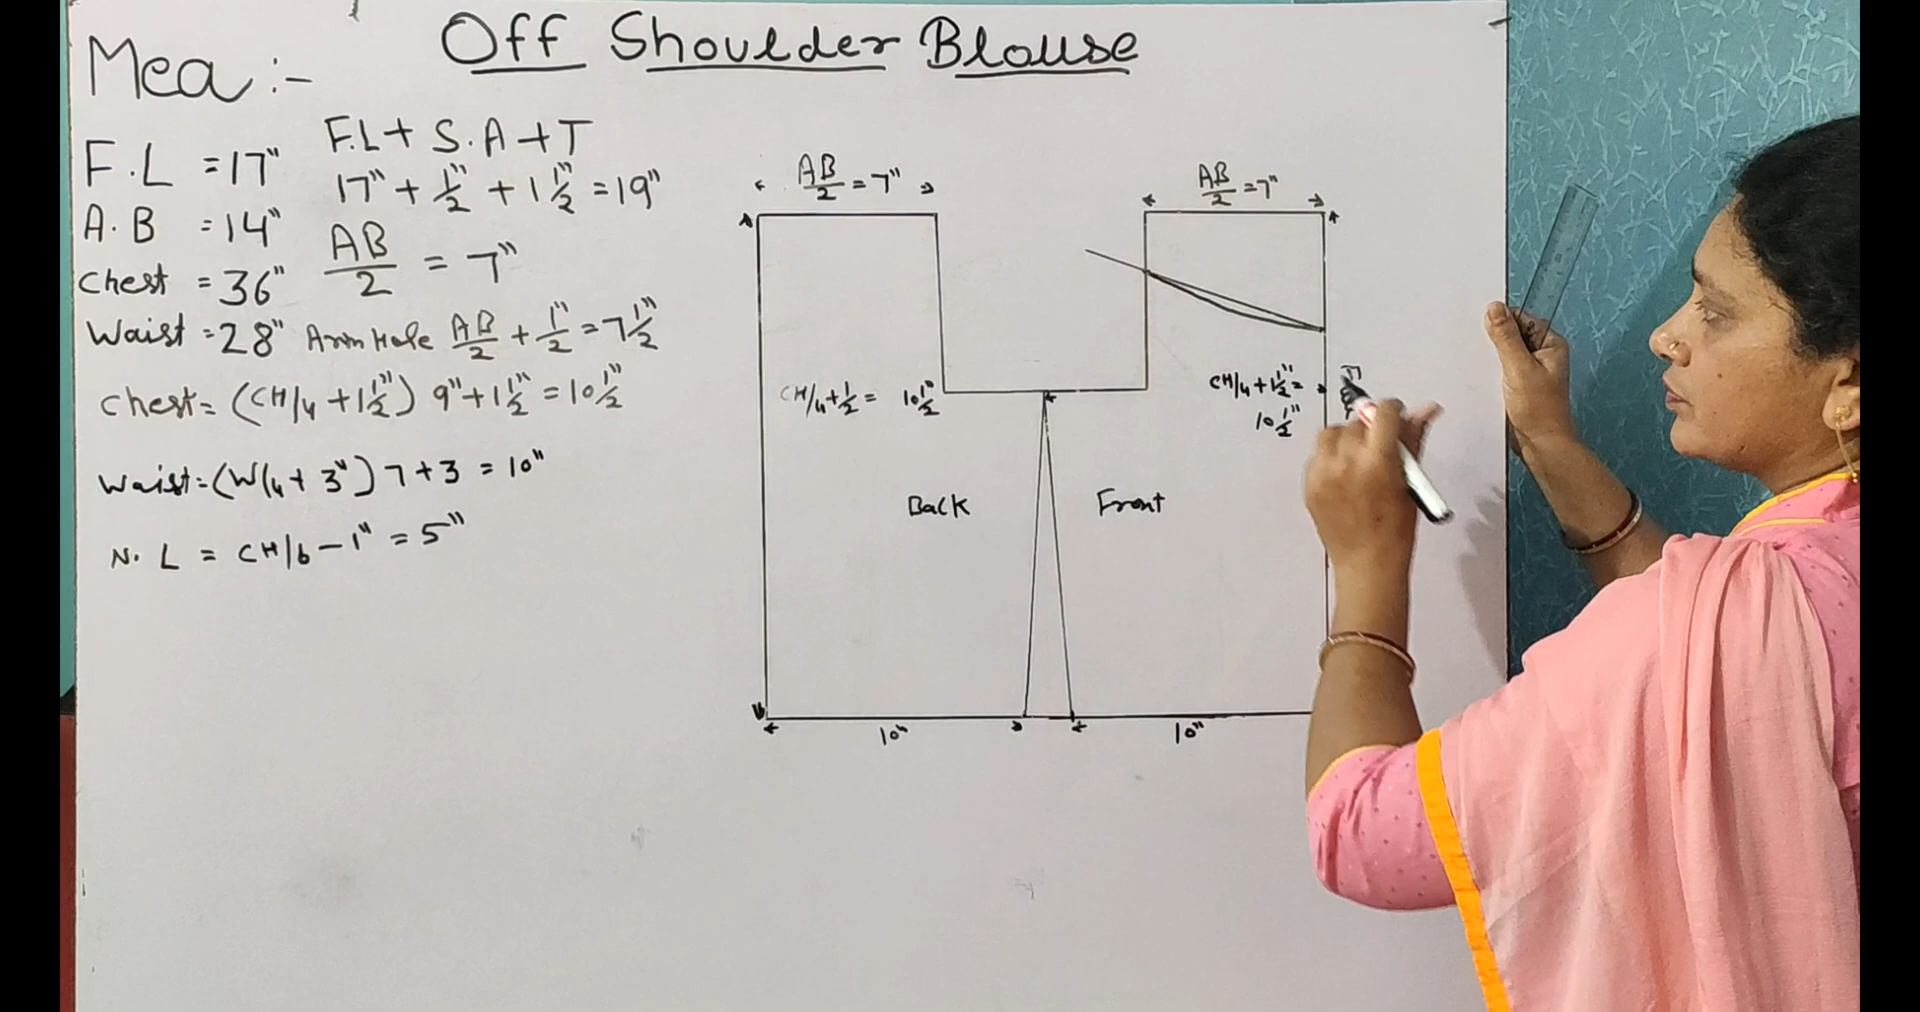 Off Shoulder Blouse
Mea:-
F.L = 17"
A.B = 14"
Chest = 36"
Waist = 28"
F.L + S.A + T
17" + 1/2" + 1 1/2" = 19"
AB/2 = 7"
Arm Hole AB/2 + 1/2" = 7 1/2"
Chest = (CH/4 + 1 1/2") 9" + 1 1/2" = 10 1/2"
Waist = (W/4 + 3") 7 + 3 = 10"
N. L = CH/6 - 1" = 5"
AB/2 = 7"
AB/2 = 7"
CH/4 + 1/2 = 10 1/2"
CH/4 + 1 1/2" =
10 1/2"
Back
Front
10"
10"